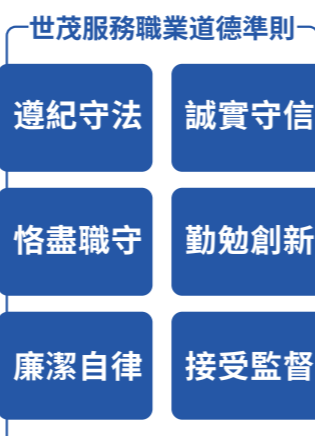 世茂服務職業道德準則
遵紀守法 誠實守信
恪盡職守 勤勉創新
廉潔自律 接受監督